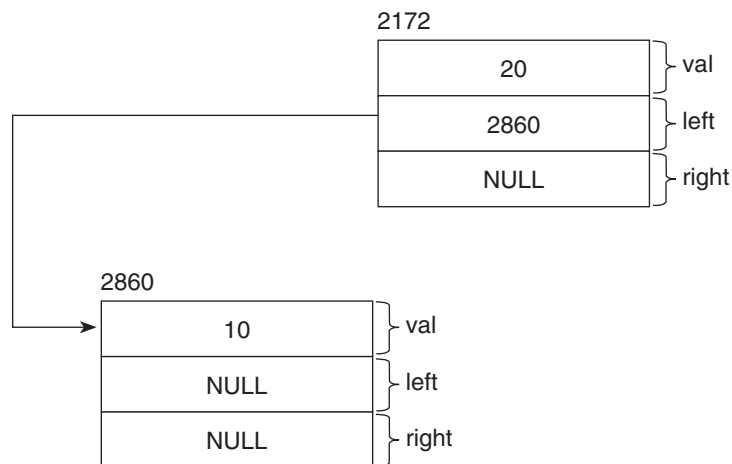 2172
20 val
2860 left
NULL right
2860
10 val
NULL left
NULL right